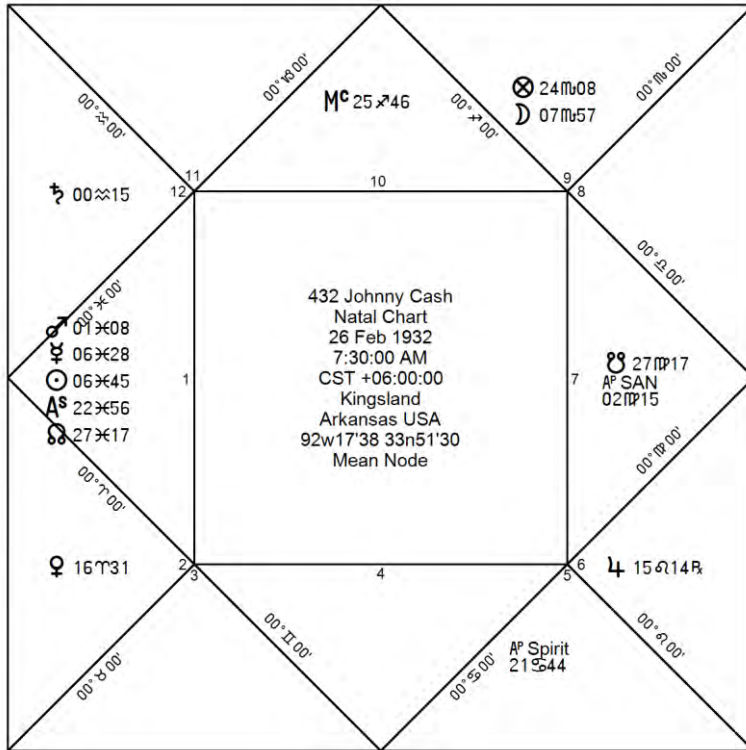 00°♑00'
00°♐00'
00°♏00'
00°♒00'
Mc 25♐46
⊗ 24♏08
☽ 07♏57
11
12
10
9
8
♄ 00♒15
00°♎00'
00°♓00'
♂ 01♓08
☿ 06♓28
☉ 06♓45
As 22♓56
☊ 27♓17
1
432 Johnny Cash
Natal Chart
26 Feb 1932
7:30:00 AM
CST +06:00:00
Kingsland
Arkansas USA
92w17'38 33n51'30
Mean Node
7
☋ 27♍17
AP SAN
02♍15
00°♈00'
00°♍00'
♀ 16♈31
2
3
4
5
6
♃ 15♌14℞
00°♉00'
00°♊00'
AP Spirit
21♋44
00°♋00'
00°♌00'